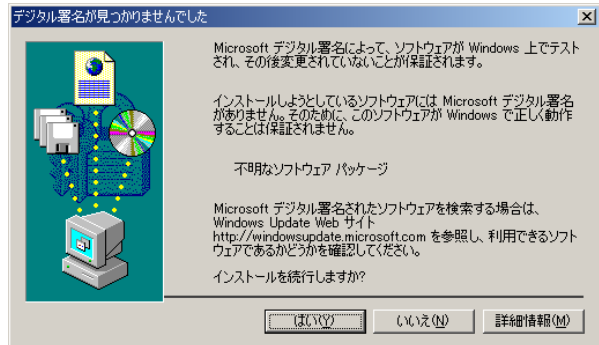 デジタル署名が見つかりませんでした
Microsoft デジタル署名によって、ソフトウェアが Windows 上でテスト
され、その後変更されていないことが保証されます。
インストールしようとしているソフトウェアには Microsoft デジタル署名
がありません。そのために、このソフトウェアが Windows で正しく動作
することは保証されません。
不明なソフトウェア パッケージ
Microsoft デジタル署名されたソフトウェアを検索する場合は、
Windows Update Web サイト
http://windowsupdate.microsoft.com を参照し、利用できるソフト
ウェアであるかどうかを確認してください。
インストールを続行しますか?
はい(Y) いいえ(N) 詳細情報(M)